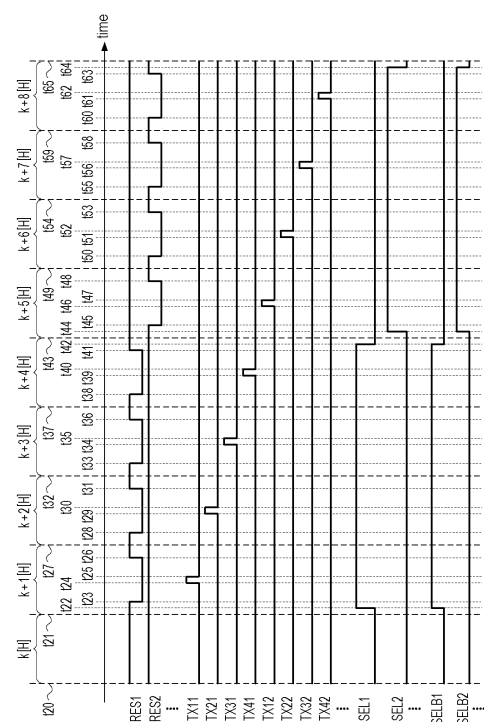 k[H] k+1[H] k+2[H] k+3[H] k+4[H] k+5[H] k+6[H] k+7[H] k+8[H]
t20 t21 t27 t32 t37 t43 t49 t54 t59 t65
t22 t24 t30 t35 t40 t42 t44 t46 t52 t57 t62 t64
t23 t25 t26 t28 t29 t31 t33 t34 t36 t38 t39 t41 t45 t47 t48 t50 t51 t53 t55 t56 t58 t60 t61 t63
time
RES1
RES2
TX11
TX21
TX31
TX41
TX12
TX22
TX32
TX42
SEL1
SEL2
SELB1
SELB2